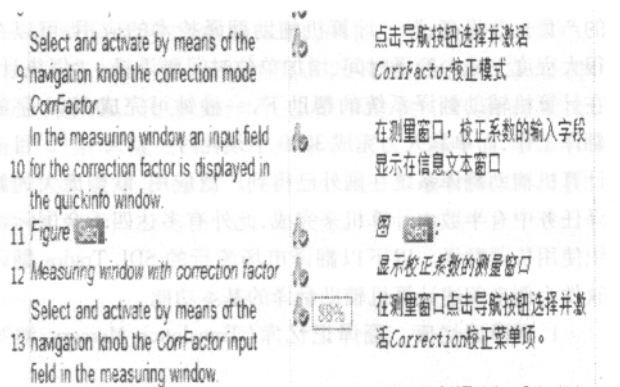 Select and activate by means of the
9 navigation knob the correction mode
CorrFactor.
In the measuring window an input field
10 for the correction factor is displayed in
the quickinfo window.
11 Figure
12 Measuring window with correction factor
Select and activate by means of the
13 navigation knob the CorrFactor input
field in the measuring window.
点击导航按钮选择并激活
Corrfactor校正模式
在测量窗口，校正系数的输入字段
显示在信息文本窗口
图
显示校正系数的测量窗口
98%
在测量窗口点击导航按钮选择并激
活Correction校正菜单项。